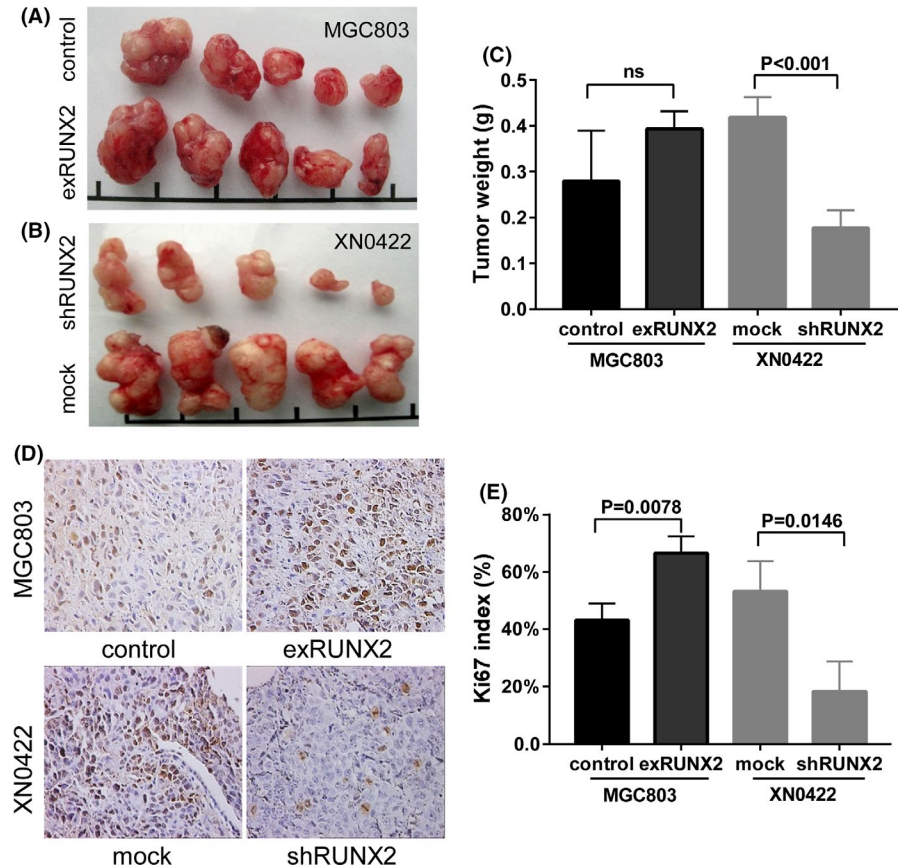 (A)
MGC803
control
exRUNX2
(B)
XN0422
shRUNX2
mock
(C)
Tumor weight (g)
0.5
0.4
0.3
0.2
0.1
0.0
ns
P<0.001
control exRUNX2 mock shRUNX2
MGC803 XN0422
(D)
MGC803
control exRUNX2
XN0422
mock shRUNX2
(E)
Ki67 index (%)
80%
60%
40%
20%
0.0
P=0.0078
P=0.0146
control exRUNX2 mock shRUNX2
MGC803 XN0422